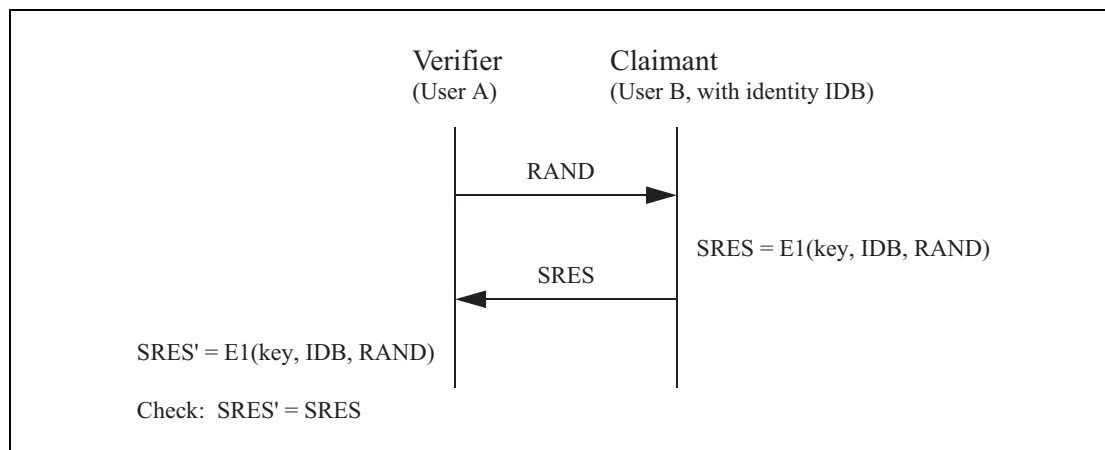 Verifier
(User A)
Claimant
(User B, with identity IDB)
RAND
SRES = E1(key, IDB, RAND)
SRES
SRES' = E1(key, IDB, RAND)
Check: SRES' = SRES